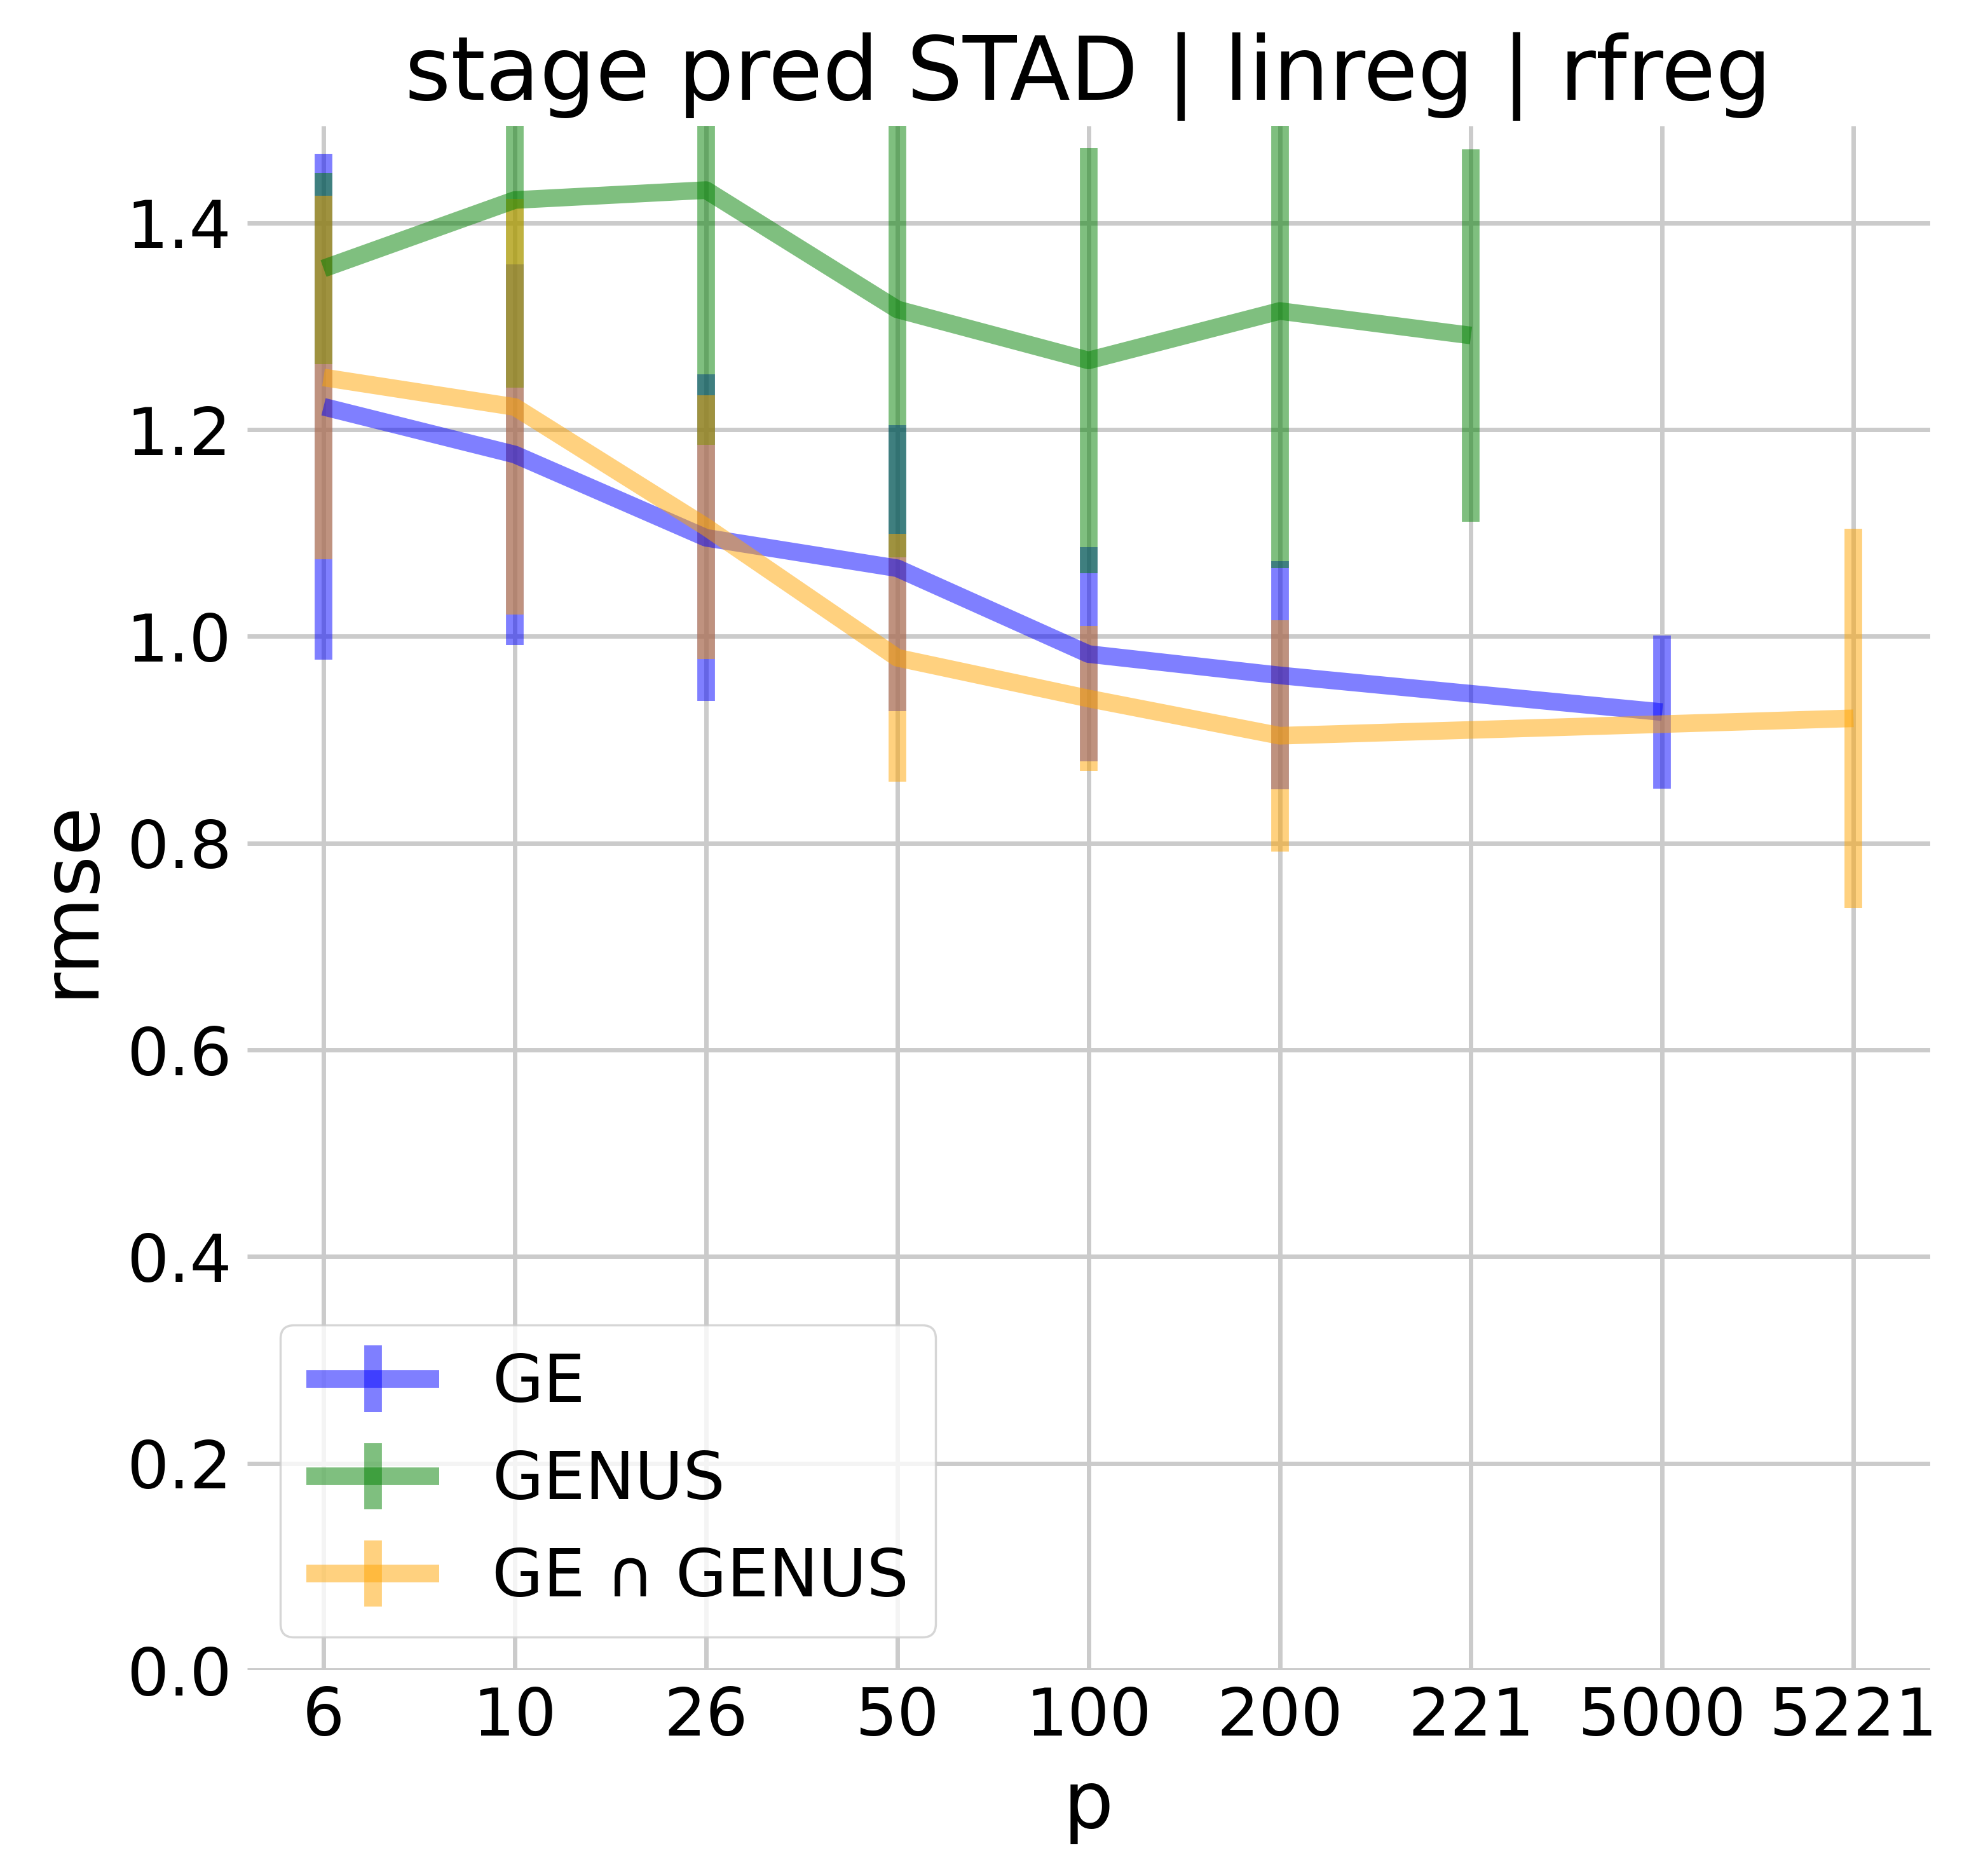 stage pred STAD | linreg | rfreg
rmse
1.4
1.2
1.0
0.8
0.6
0.4
0.2
0.0
GE
GENUS
GE ∩ GENUS
6 10 26 50 100 200 221 5000 5221
p